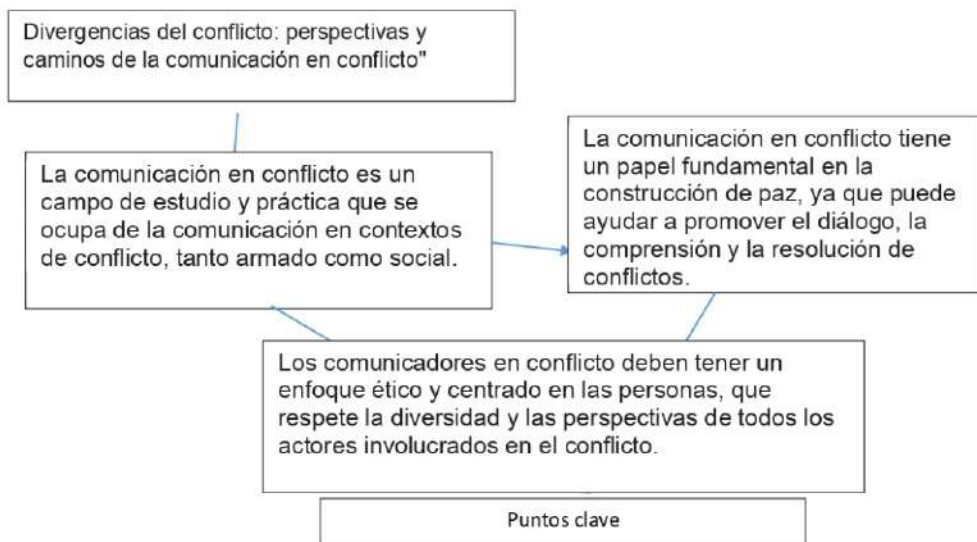 Divergencias del conflicto: perspectivas y
caminos de la comunicación en conflicto"
La comunicación en conflicto es un
campo de estudio y práctica que se
ocupa de la comunicación en contextos
de conflicto, tanto armado como social.
La comunicación en conflicto tiene
un papel fundamental en la
construcción de paz, ya que puede
ayudar a promover el diálogo, la
comprensión y la resolución de
conflictos.
Los comunicadores en conflicto deben tener un
enfoque ético y centrado en las personas, que
respete la diversidad y las perspectivas de todos los
actores involucrados en el conflicto.
Puntos clave